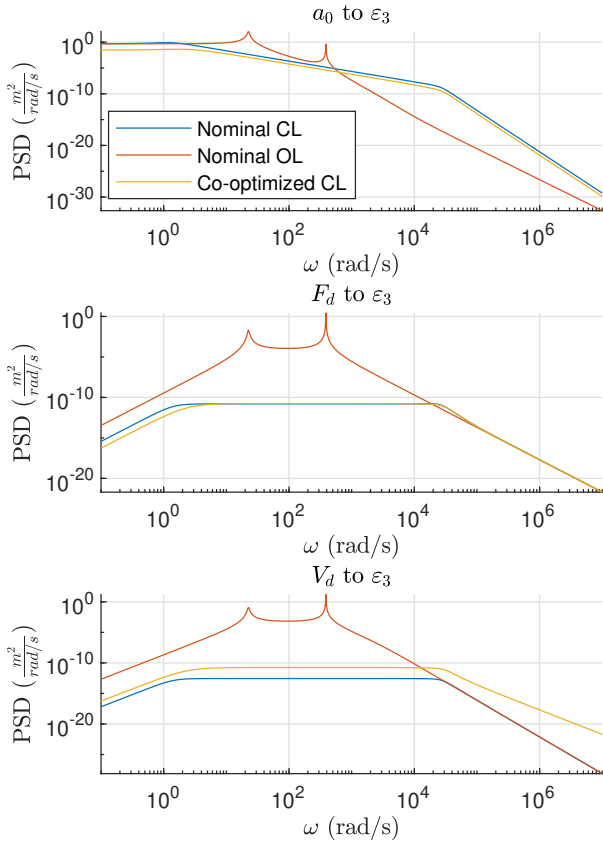 a₀ to ε₃
10⁰
10⁻¹⁰
10⁻²⁰
10⁻³⁰
PSD (m²/rad/s)
Nominal CL
Nominal OL
Co-optimized CL
10⁰ 10² 10⁴ 10⁶
ω (rad/s)
F_d to ε₃
10⁰
10⁻¹⁰
10⁻²⁰
PSD (m²/rad/s)
10⁰ 10² 10⁴ 10⁶
ω (rad/s)
V_d to ε₃
10⁰
10⁻¹⁰
10⁻²⁰
PSD (m²/rad/s)
10⁰ 10² 10⁴ 10⁶
ω (rad/s)